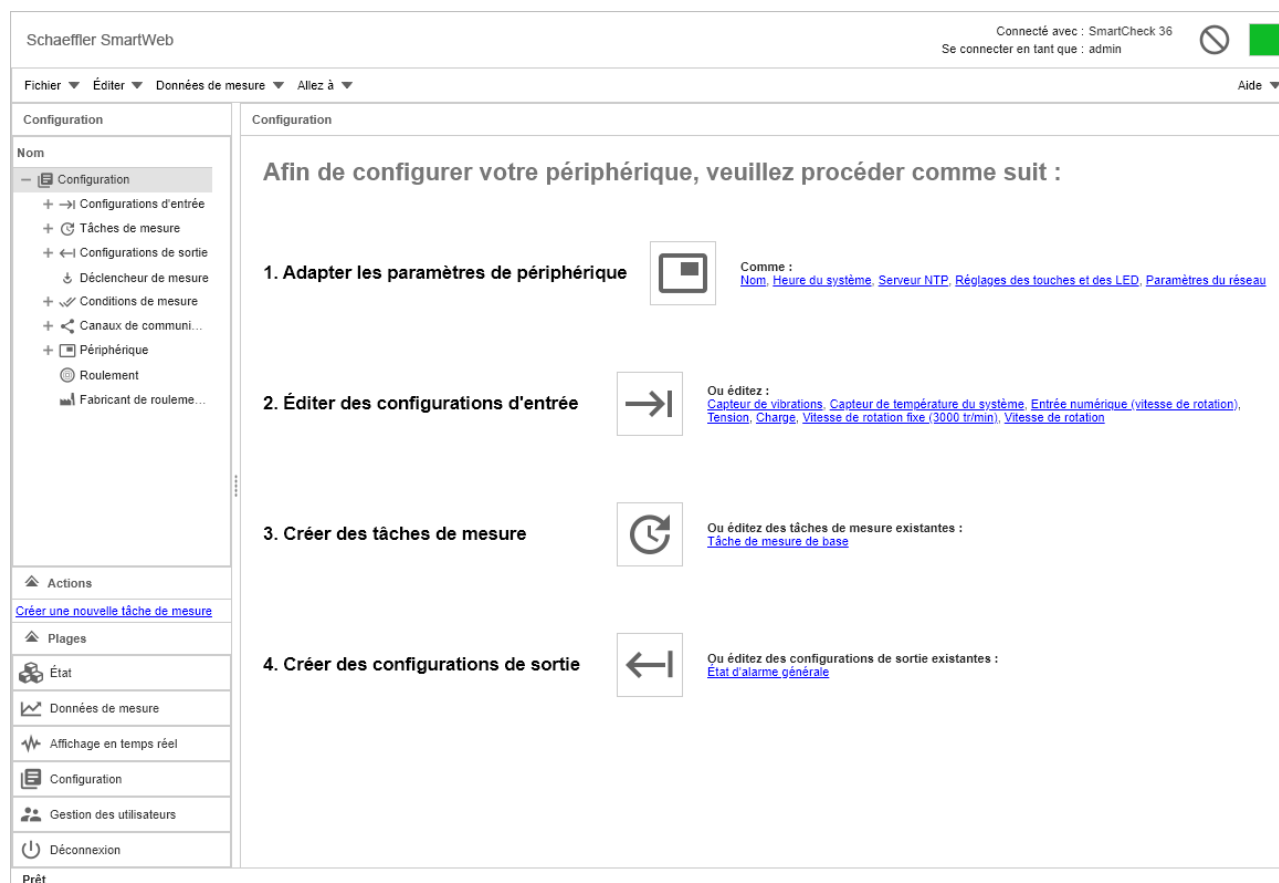 Schaeffler SmartWeb
Connecté avec : SmartCheck 36
Se connecter en tant que : admin
Fichier Éditer Données de mesure Allez à Aide
Configuration
Nom
Configuration
Configurations d'entrée
Tâches de mesure
Configurations de sortie
Déclencheur de mesure
Conditions de mesure
Canaux de communi...
Périphérique
Roulement
Fabricant de rouleme...
Actions
Créer une nouvelle tâche de mesure
Plages
État
Données de mesure
Affichage en temps réel
Configuration
Gestion des utilisateurs
Déconnexion
Configuration
Afin de configurer votre périphérique, veuillez procéder comme suit :
1. Adapter les paramètres de périphérique
Comme :
Nom, Heure du système, Serveur NTP, Réglages des touches et des LED, Paramètres du réseau
2. Éditer des configurations d'entrée
Ou éditez :
Capteur de vibrations, Capteur de température du système, Entrée numérique (vitesse de rotation),
Tension, Charge, Vitesse de rotation fixe (3000 tr/min), Vitesse de rotation
3. Créer des tâches de mesure
Ou éditez des tâches de mesure existantes :
Tâche de mesure de base
4. Créer des configurations de sortie
Ou éditez des configurations de sortie existantes :
État d'alarme générale
Prêt